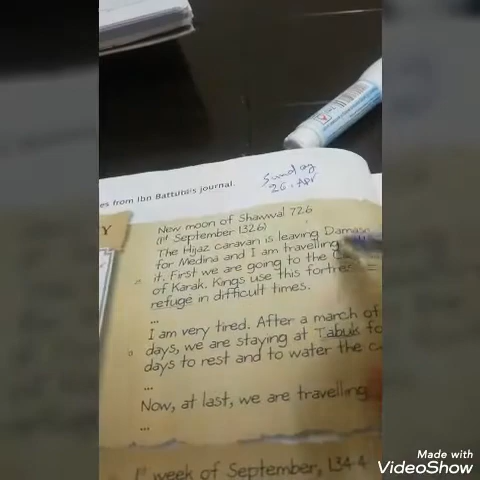 es from Ibn Battuta's journal.
Sunday
26. Apr
Y
New moon of Shawwal 726
(1st September 1326)
The Hijaz caravan is leaving Damas
for Medina and I am travelling
it. First we are going to the
of Karak. Kings use this fortress
refuge in difficult times.
...
I am very tired. After a march of
days, we are staying at Tabuk fo
days to rest and to water the c
...
Now, at last, we are travelling
...
1st week of September, 1344
Made with
VideoShow